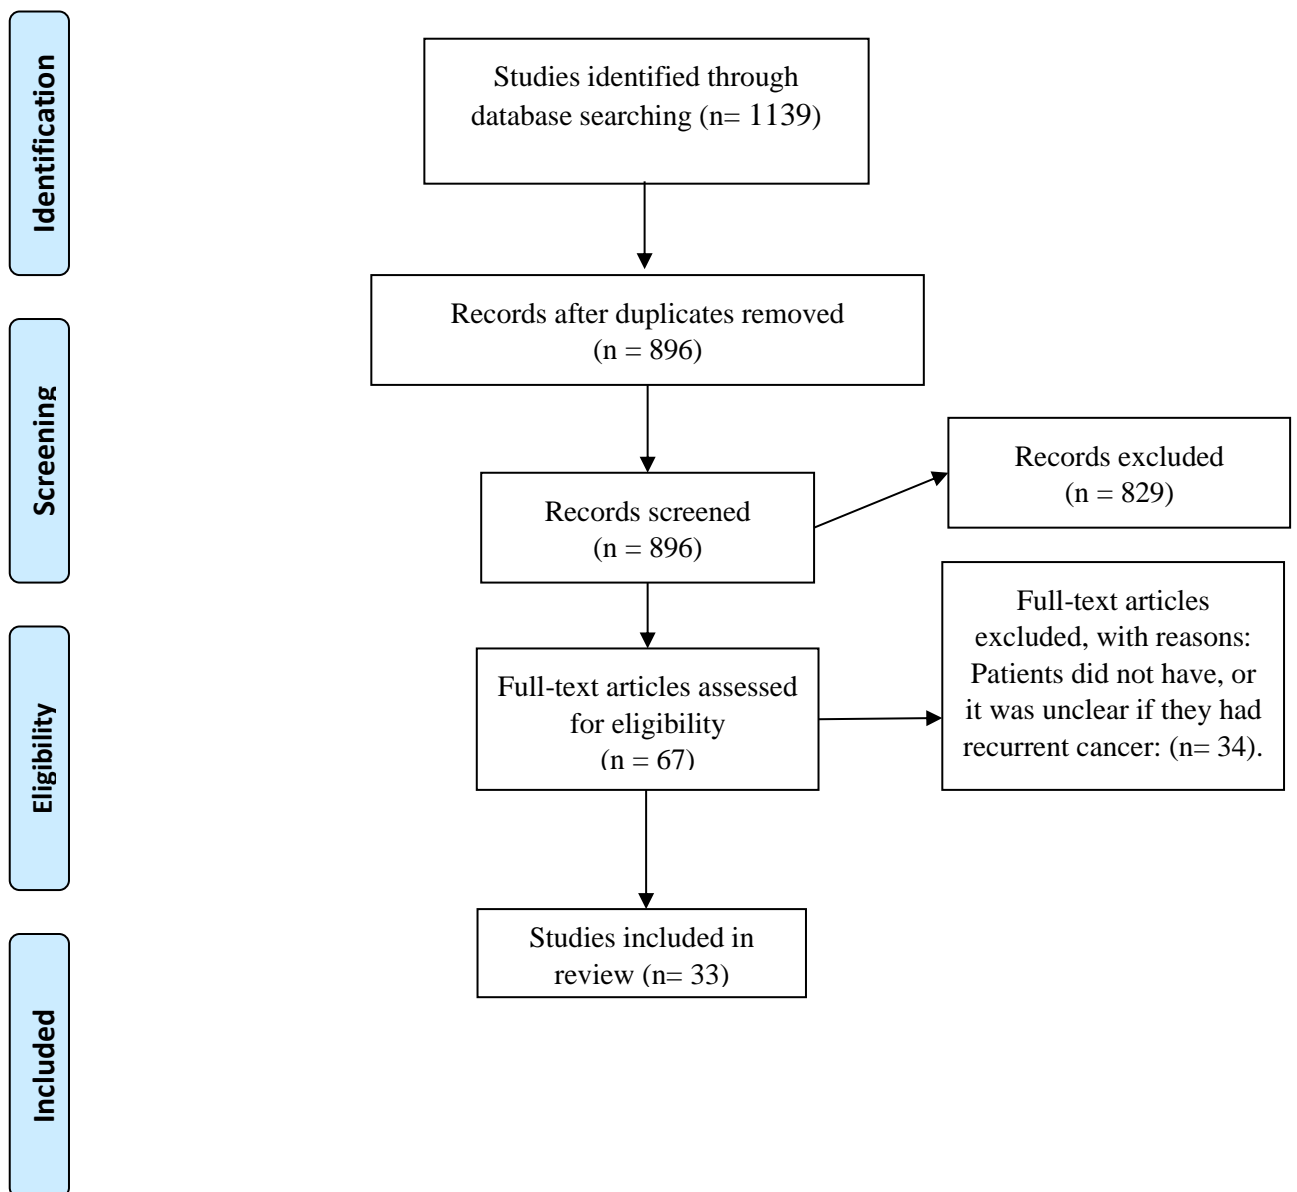 Identification
Studies identified through
database searching (n= 1139)
Records after duplicates removed
(n = 896)
Screening
Records screened
(n = 896)
Records excluded
(n = 829)
Eligibility
Full-text articles assessed
for eligibility
(n = 67)
Full-text articles
excluded, with reasons:
Patients did not have, or
it was unclear if they had
recurrent cancer: (n= 34).
Included
Studies included in
review (n= 33)